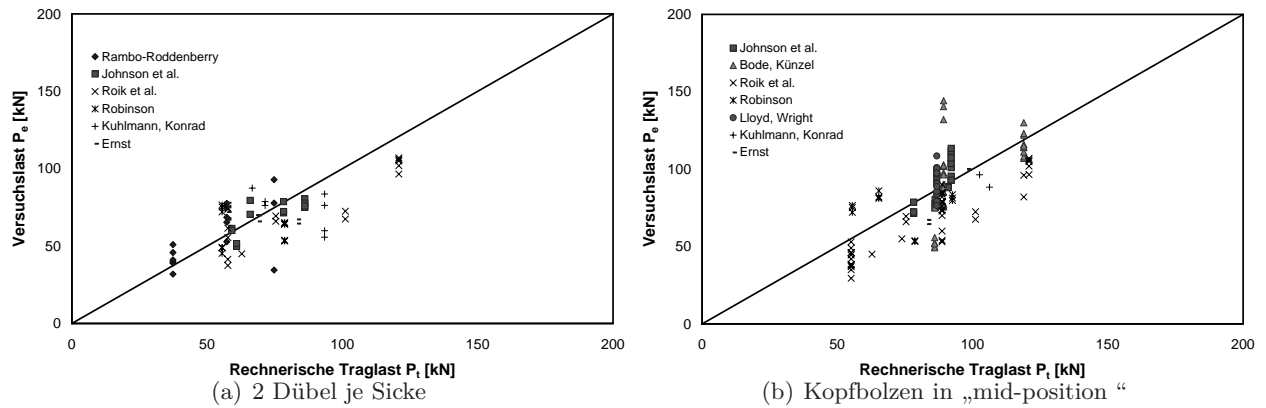 200
150
100
50
0
Versuchslast Pe [kN]
Rambo-Roddenberry
Johnson et al.
Roik et al.
Robinson
Kuhlmann, Konrad
Ernst
0 50 100 150 200
Rechnerische Traglast Pt [kN]
(a) 2 Dübel je Sicke
200
150
100
50
0
Versuchslast Pe [kN]
Johnson et al.
Bode, Künzel
Roik et al.
Robinson
Lloyd, Wright
Kuhlmann, Konrad
Ernst
0 50 100 150 200
Rechnerische Traglast Pt [kN]
(b) Kopfbolzen in „mid-position “